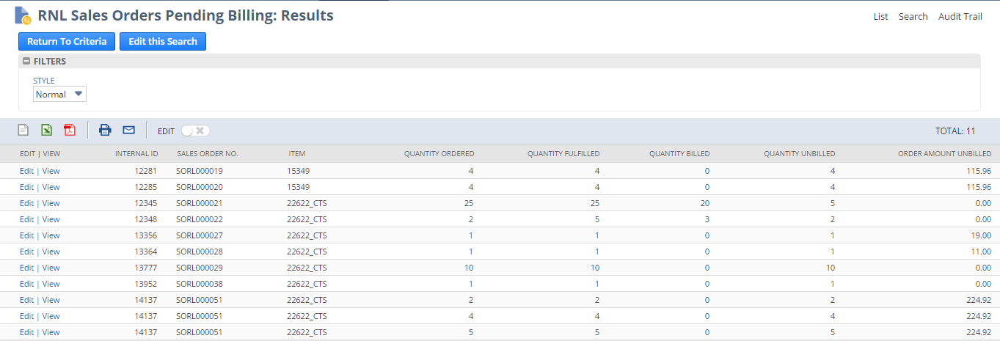 RNL Sales Orders Pending Billing: Results
List Search Audit Trail
Return To Criteria Edit this Search
FILTERS
STYLE
Normal
EDIT TOTAL: 11
EDIT | VIEW INTERNAL ID SALES ORDER NO. ITEM QUANTITY ORDERED QUANTITY FULFILLED QUANTITY BILLED QUANTITY UNBILLED ORDER AMOUNT UNBILLED
Edit | View 12281 SORL000019 15349 4 4 0 4 115.96
Edit | View 12285 SORL000020 15349 4 4 0 4 115.96
Edit | View 12345 SORL000021 22622_CTS 25 25 20 5 0.00
Edit | View 12348 SORL000022 22622_CTS 2 5 3 2 0.00
Edit | View 13356 SORL000027 22622_CTS 1 1 0 1 19.00
Edit | View 13364 SORL000028 22622_CTS 1 1 0 1 11.00
Edit | View 13777 SORL000029 22622_CTS 10 10 0 10 0.00
Edit | View 13952 SORL000038 22622_CTS 1 1 0 1 0.00
Edit | View 14137 SORL000051 22622_CTS 2 2 0 2 224.92
Edit | View 14137 SORL000051 22622_CTS 4 4 0 4 224.92
Edit | View 14137 SORL000051 22622_CTS 5 5 0 5 224.92